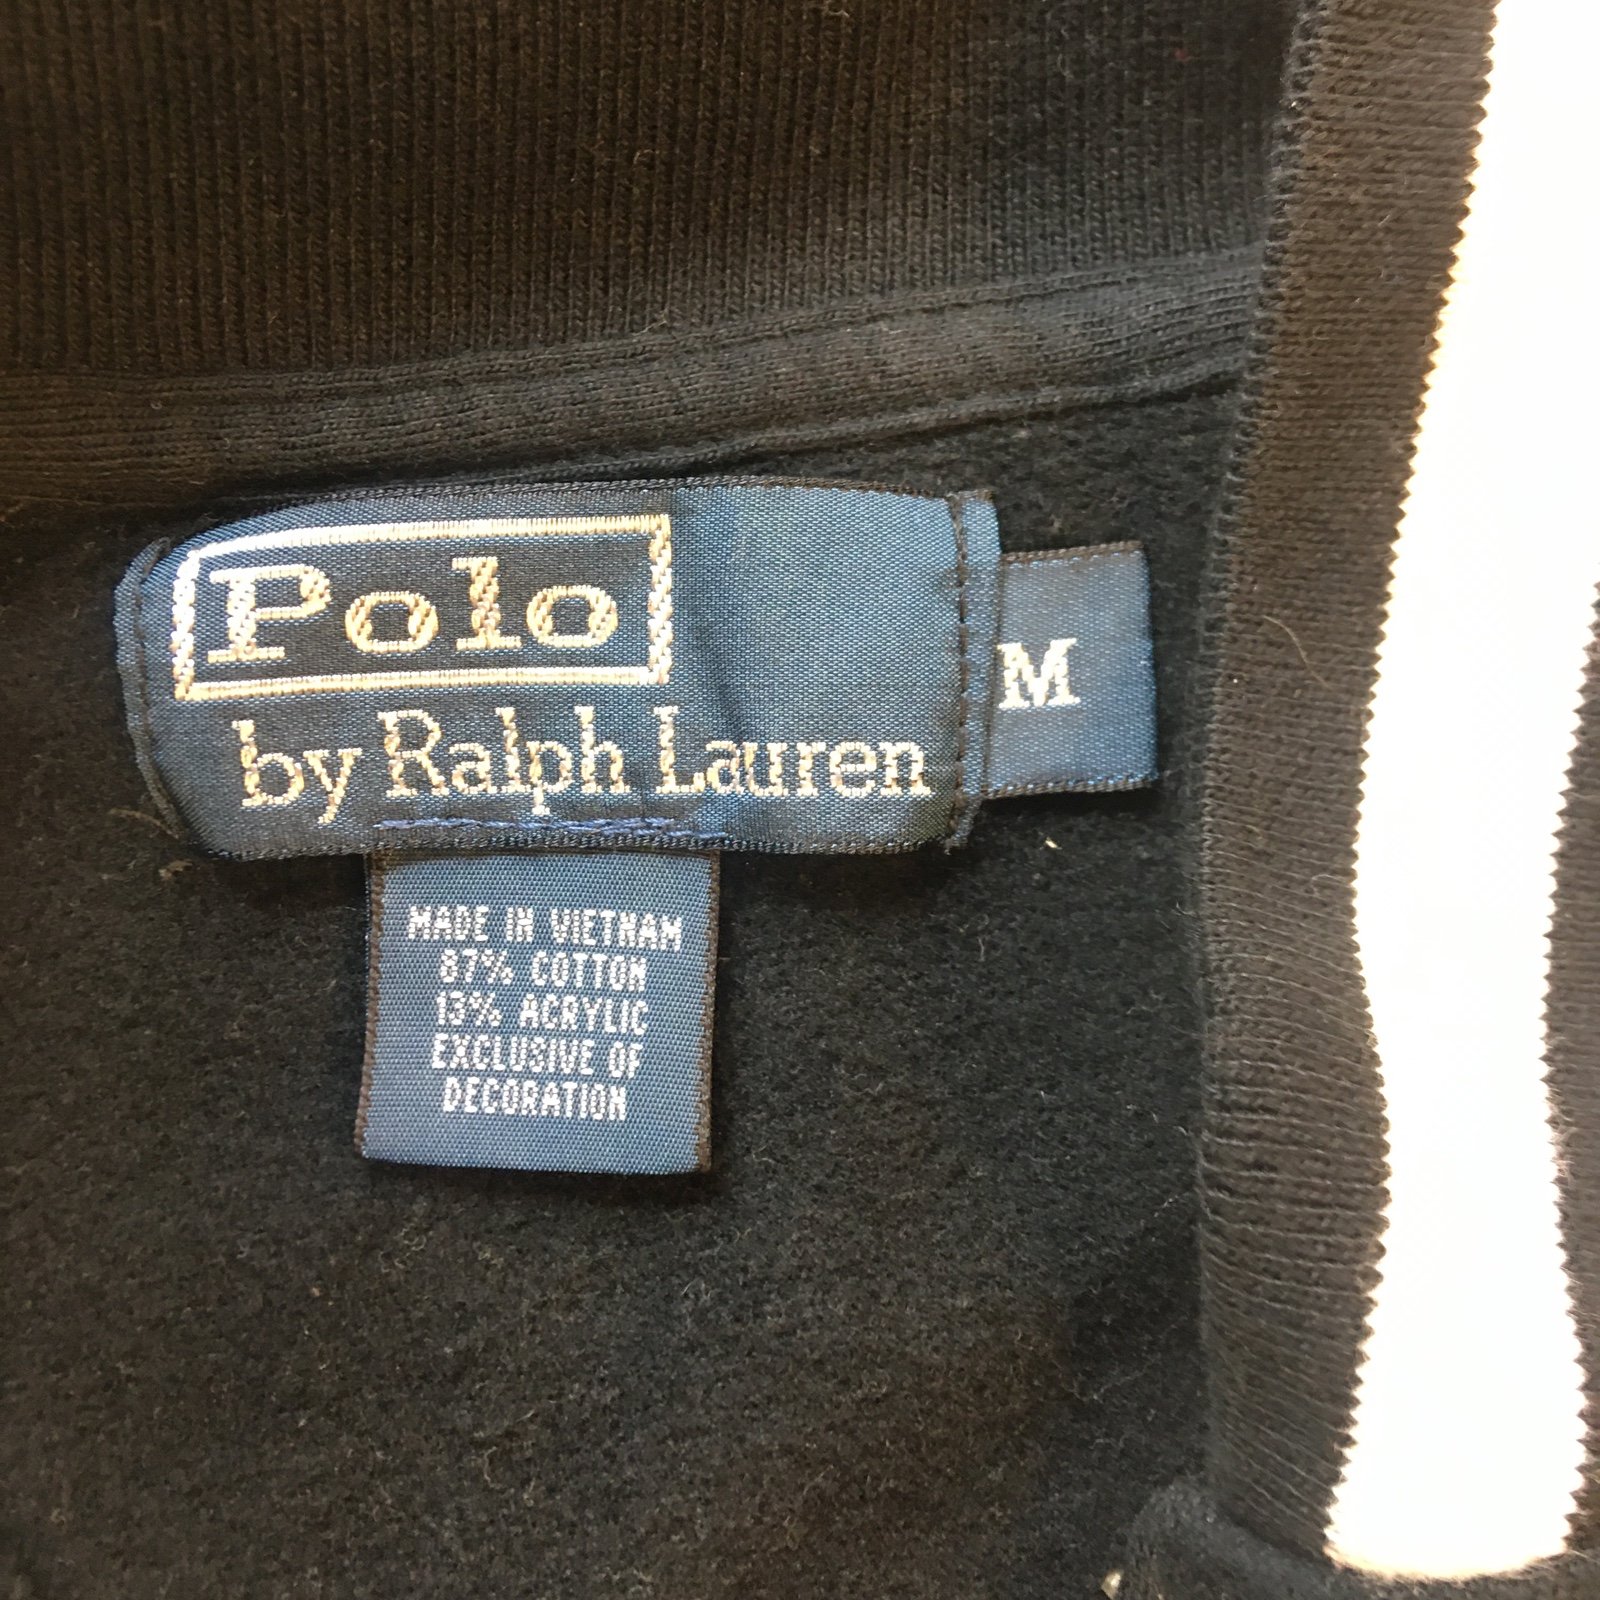 Polo
by Ralph Lauren
M
MADE IN VIETNAM
87% COTTON
13% ACRYLIC
EXCLUSIVE OF
DECORATION